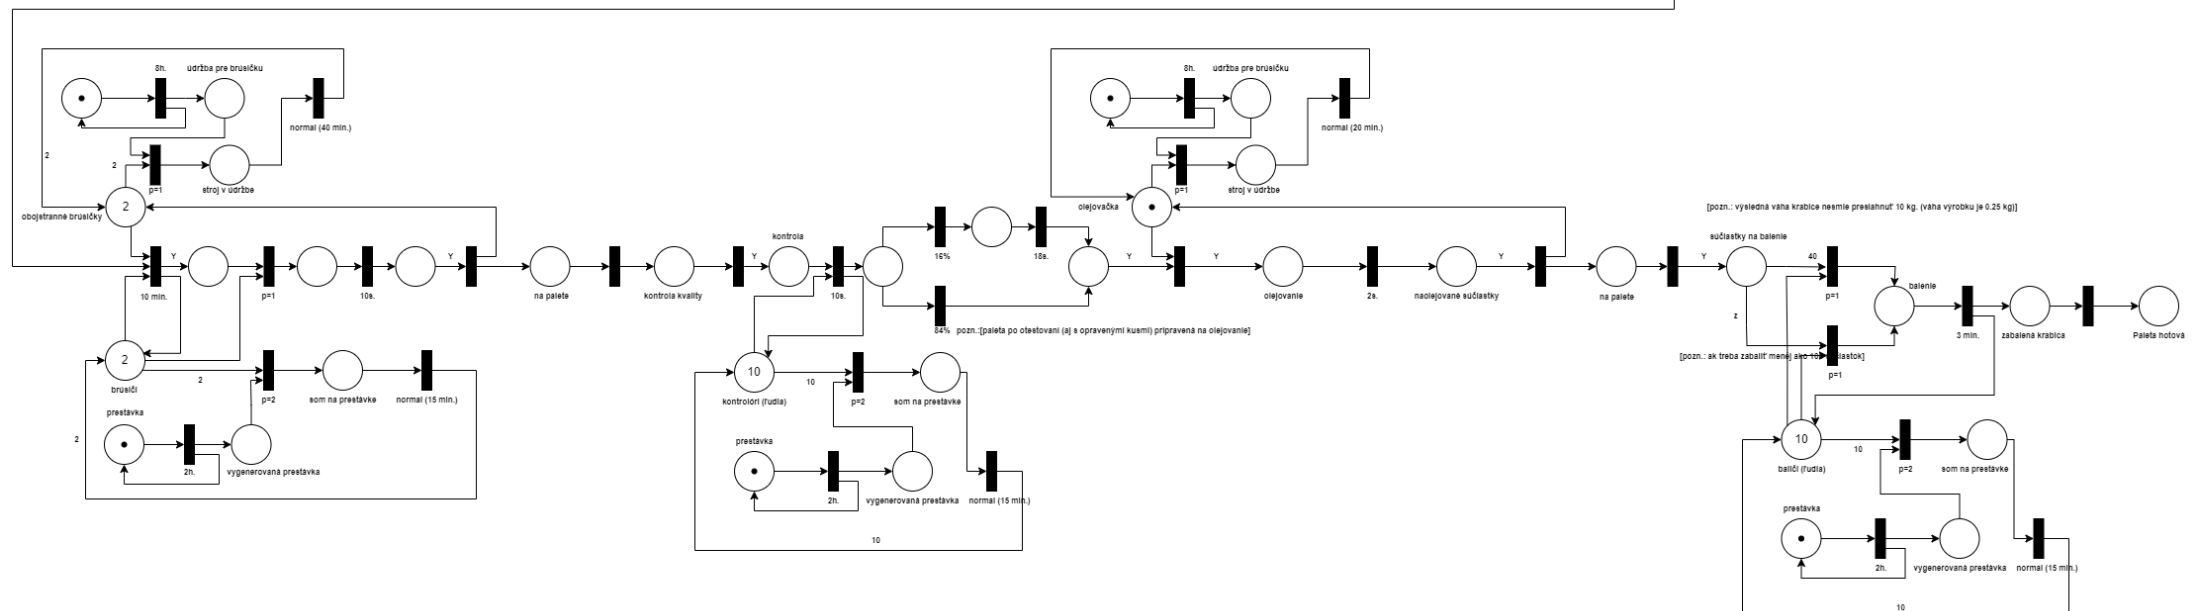 8h.
údržba pre brúsičku
normal (40 min.)
2
2
p=1
stroj v údržbe
2
obojstranné brúsičky
Y
10 min.
p=1
10s.
Y
na palete
kontrola kvality
Y
kontrola
10s.
2
brúsiči
2
p=2
som na prestávke
normal (15 min.)
prestávka
2
2h.
vygenerovaná prestávka
16%
18s.
84%
pozn.:[paleta po otestovaní (aj s opravenými kusmi) pripravená na olejovanie]
10
kontrolóri (ľudia)
10
p=2
som na prestávke
prestávka
2h.
vygenerovaná prestávka
normal (15 min.)
10
8h.
údržba pre brúsičku
normal (20 min.)
p=1
stroj v údržbe
olejovačka
Y
Y
olejovanie
2s.
naolejované súčiastky
Y
na palete
Y
[pozn.: výsledná váha krabice nesmie presiahnuť 10 kg. (váha výrobku je 0.25 kg)]
súčiastky na balenie
40
p=1
balenie
z
p=1
3 min.
zabalená krabica
Paleta hotová
10
baliči (ľudia)
10
p=2
som na prestávke
prestávka
2h.
vygenerovaná prestávka
normal (15 min.)
10